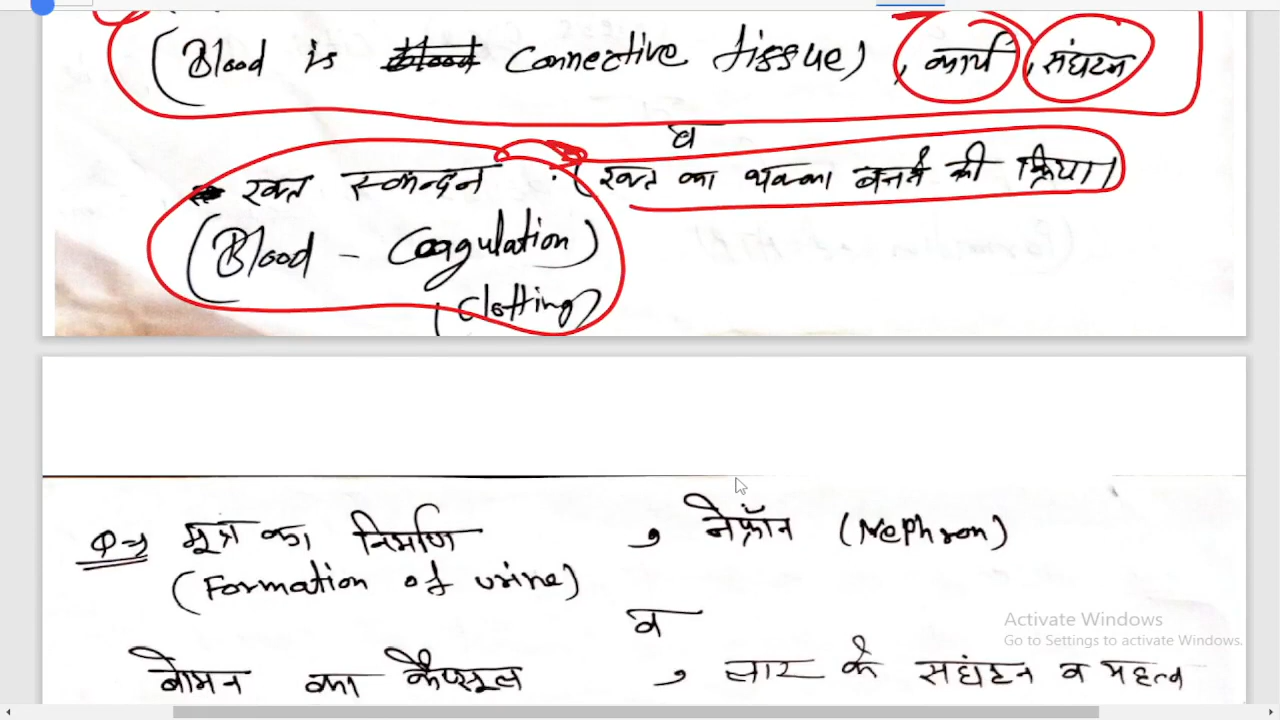 (Blood is blood Connective tissue) , कार्य , संघटन
व
रक्त स्कन्दन (रक्त का थक्का बनने की क्रिया।
(Blood - Coagulation)
(Clotting)
Q⇒ मूत्र का निर्माण , नेफ्रॉन (Nephron)
(Formation of urine)
व
बोमन का कैप्सूल , लार के संघटन व महत्व
Activate Windows
Go to Settings to activate Windows.